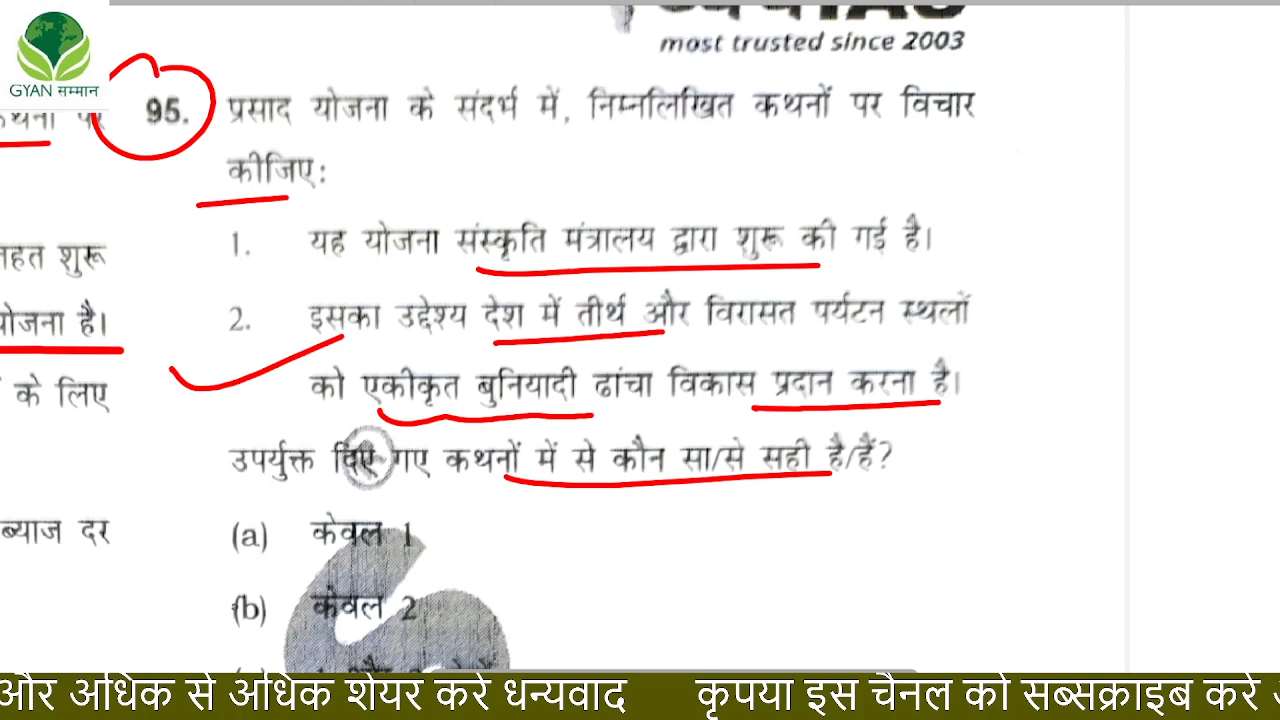 most trusted since 2003
GYAN सम्मान
95. प्रसाद योजना के संदर्भ में, निम्नलिखित कथनों पर विचार
कीजिए:
1. यह योजना संस्कृति मंत्रालय द्वारा शुरू की गई है।
2. इसका उद्देश्य देश में तीर्थ और विरासत पर्यटन स्थलों
को एकीकृत बुनियादी ढांचा विकास प्रदान करना है।
उपर्युक्त दिए गए कथनों में से कौन सा/से सही है/हैं?
(a) केवल 1
(b) केवल 2
पर
शुरू
योजना है।
के लिए
ब्याज दर
और अधिक से अधिक शेयर करे धन्यवाद कृपया इस चैनल को सब्सक्राइब करें